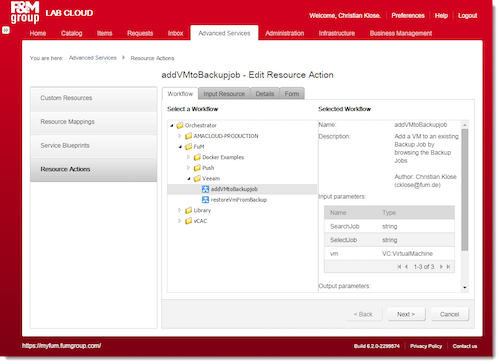 F&M
group
LAB CLOUD
Welcome, Christian Klose. Preferences Help Logout
Home Catalog Items Requests Inbox Advanced Services Administration Infrastructure Business Management
You are here: Advanced Services Resource Actions
addVMtoBackupjob - Edit Resource Action
Custom Resources
Resource Mappings
Service Blueprints
Resource Actions
Workflow Input Resource Details Form
Select a Workflow
Orchestrator
AMACLOUD-PRODUCTION
FuM
Docker Examples
Push
Veeam
addVMtoBackupjob
restoreVmFromBackup
Library
vCAC
Selected Workflow
Name: addVMtoBackupjob
Description: Add a VM to an existing
Backup Job by
browsing the Backup
Jobs
Author: Christian Klose
(cklose@fum.de)
Input parameters:
Name Type
SearchJob string
SelectJob string
vm VC:VirtualMachine
1-3 of 3
Output parameters:
< Back Next > Cancel
https://myfum.fumgroup.com/
Build 6.2.0-2299574 Privacy Policy Contact us